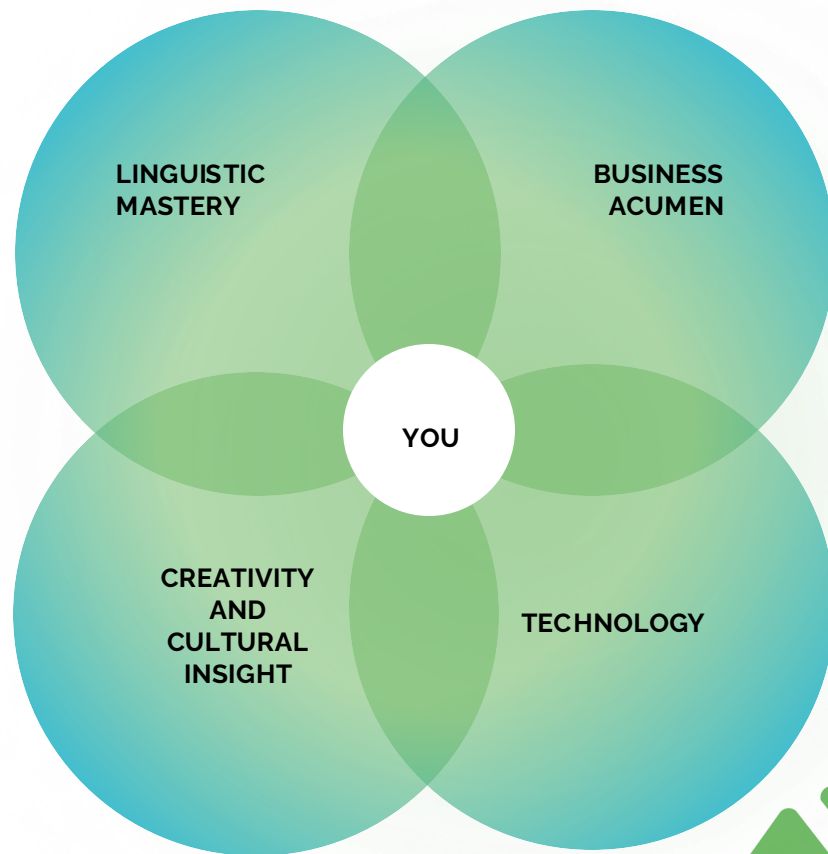 LINGUISTIC
MASTERY
BUSINESS
ACUMEN
YOU
CREATIVITY
AND
CULTURAL
INSIGHT
TECHNOLOGY